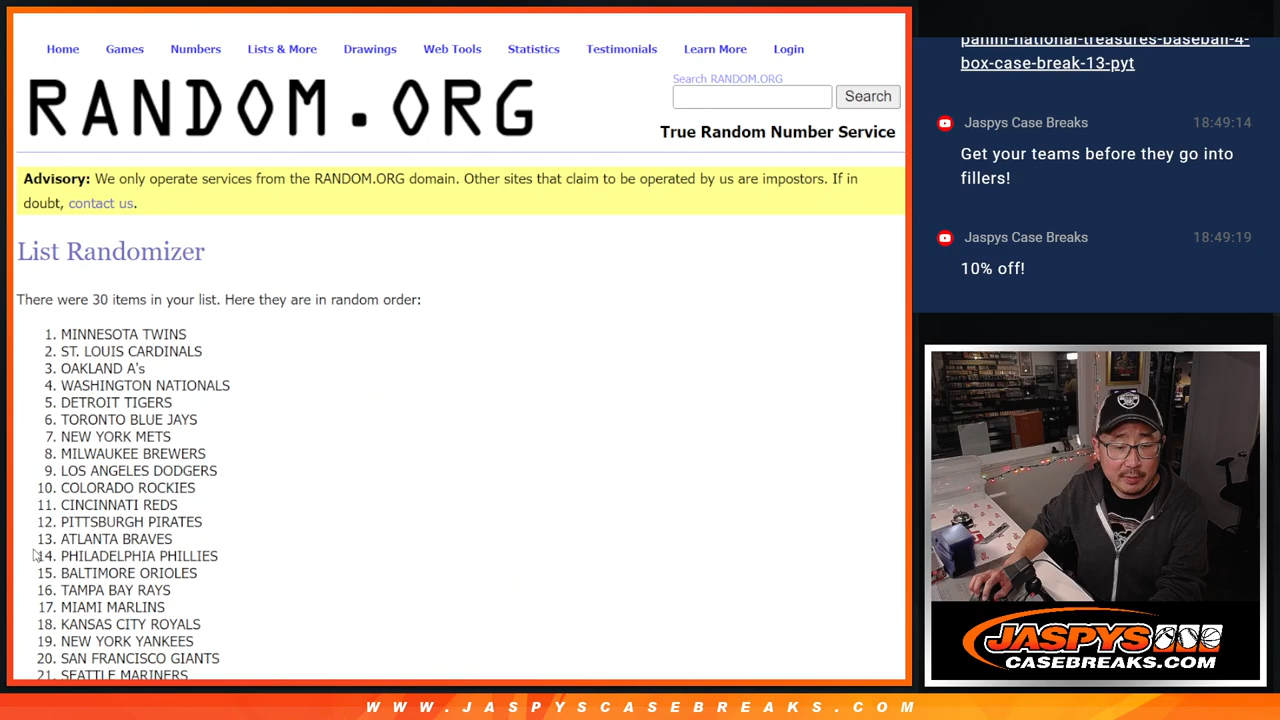 Home Games Numbers Lists & More Drawings Web Tools Statistics Testimonials Learn More Login
RANDOM.ORG
Search RANDOM.ORG
Search
True Random Number Service
Advisory: We only operate services from the RANDOM.ORG domain. Other sites that claim to be operated by us are impostors. If in
doubt, contact us.
List Randomizer
There were 30 items in your list. Here they are in random order:
1. MINNESOTA TWINS
2. ST. LOUIS CARDINALS
3. OAKLAND A's
4. WASHINGTON NATIONALS
5. DETROIT TIGERS
6. TORONTO BLUE JAYS
7. NEW YORK METS
8. MILWAUKEE BREWERS
9. LOS ANGELES DODGERS
10. COLORADO ROCKIES
11. CINCINNATI REDS
12. PITTSBURGH PIRATES
13. ATLANTA BRAVES
14. PHILADELPHIA PHILLIES
15. BALTIMORE ORIOLES
16. TAMPA BAY RAYS
17. MIAMI MARLINS
18. KANSAS CITY ROYALS
19. NEW YORK YANKEES
20. SAN FRANCISCO GIANTS
21. SEATTLE MARINERS
panini-national-treasures-baseball-4-
box-case-break-13-pyt
Jaspys Case Breaks 18:49:14
Get your teams before they go into
fillers!
Jaspys Case Breaks 18:49:19
10% off!
JASPYS
CASEBREAKS.COM
WWW.JASPYSCASEBREAKS.COM